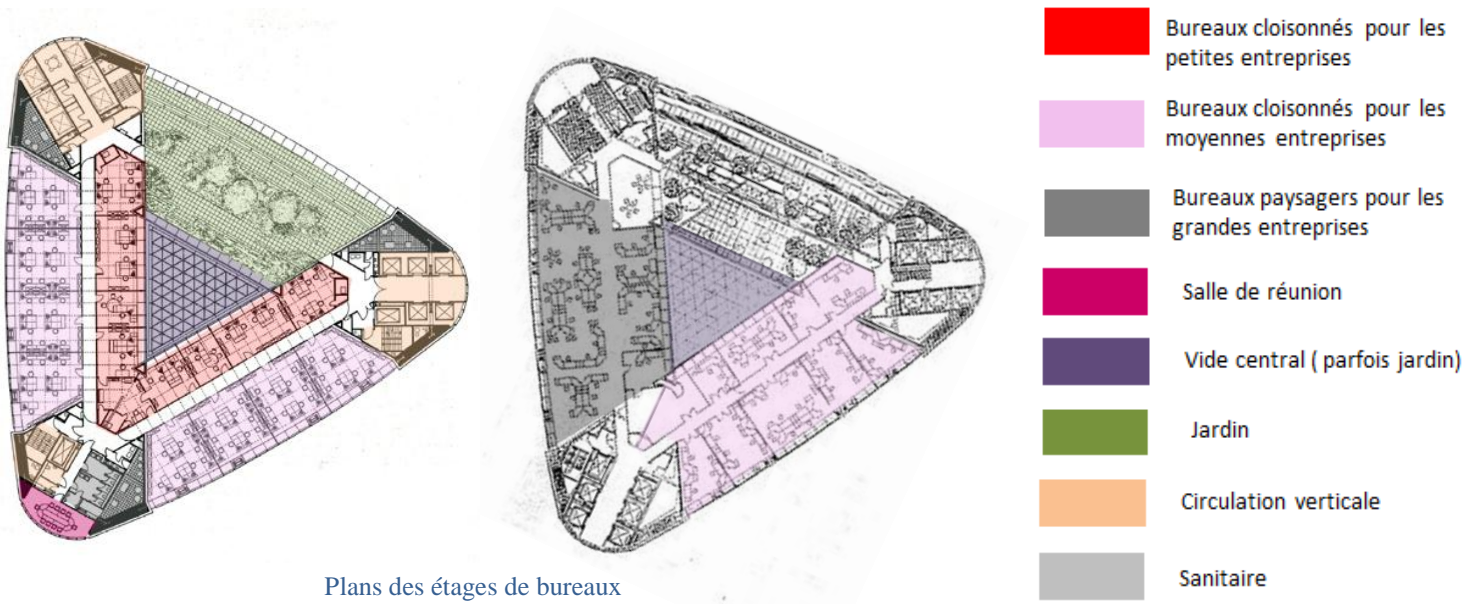 Bureaux cloisonnés pour les
petites entreprises
Bureaux cloisonnés pour les
moyennes entreprises
Bureaux paysagers pour les
grandes entreprises
Salle de réunion
Vide central ( parfois jardin)
Jardin
Circulation verticale
Sanitaire
Plans des étages de bureaux